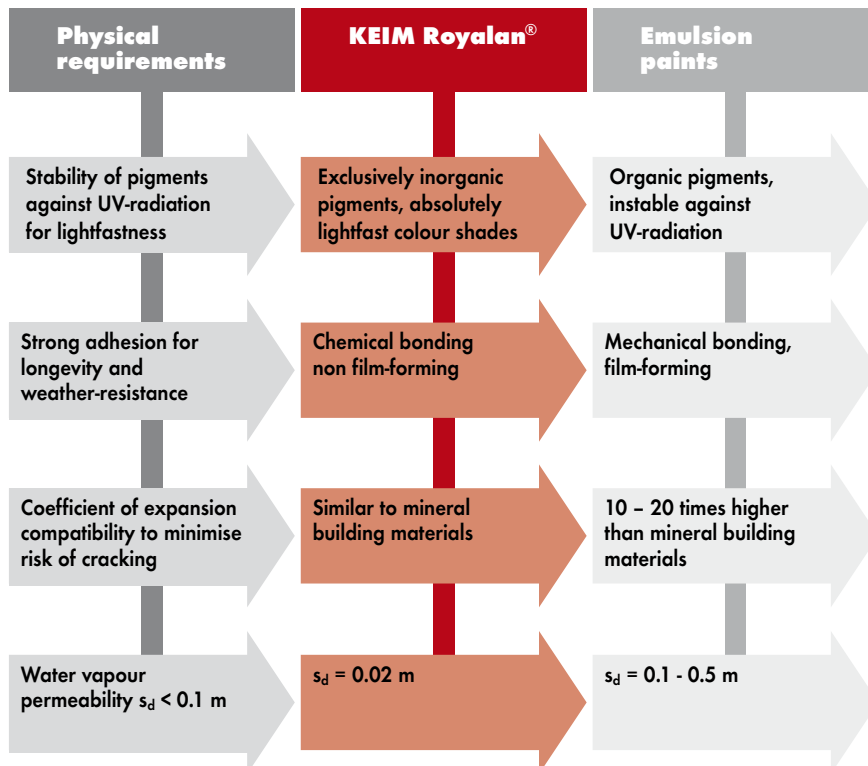 Physical
requirements
KEIM Royalan®
Emulsion
paints
Stability of pigments
against UV-radiation
for lightfastness
Exclusively inorganic
pigments, absolutely
lightfast colour shades
Organic pigments,
instable against
UV-radiation
Strong adhesion for
longevity and
weather-resistance
Chemical bonding
non film-forming
Mechanical bonding,
film-forming
Coefficient of expansion
compatibility to minimise
risk of cracking
Similar to mineral
building materials
10 – 20 times higher
than mineral building
materials
Water vapour
permeability sd < 0.1 m
sd = 0.02 m
sd = 0.1 - 0.5 m